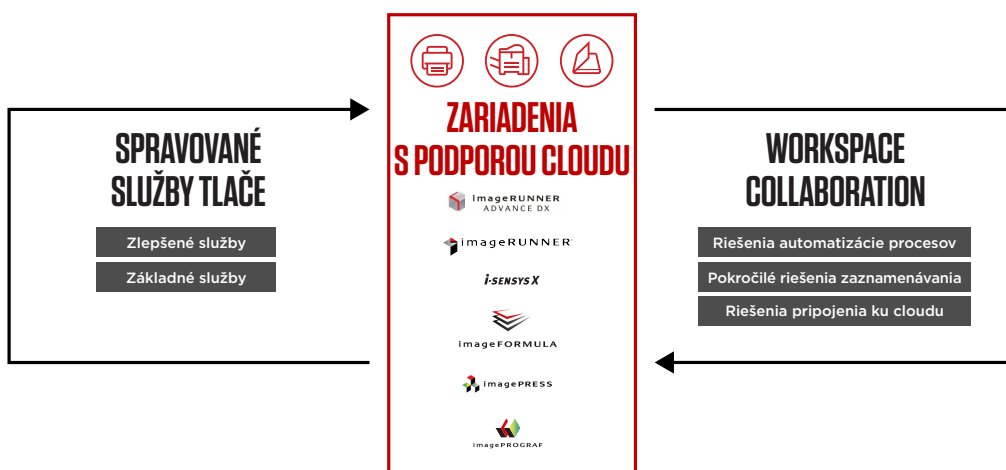 SPRAVOVANÉ
SLUŽBY TLAČE
Zlepšené služby
Základné služby
ZARIADENIA
S PODPOROU CLOUDU
imageRUNNER
ADVANCE DX
imageRUNNER
i-SENSYS X
imageFORMULA
imagePRESS
imagePROGRAF
WORKSPACE
COLLABORATION
Riešenia automatizácie procesov
Pokročilé riešenia zaznamenávania
Riešenia pripojenia ku cloudu